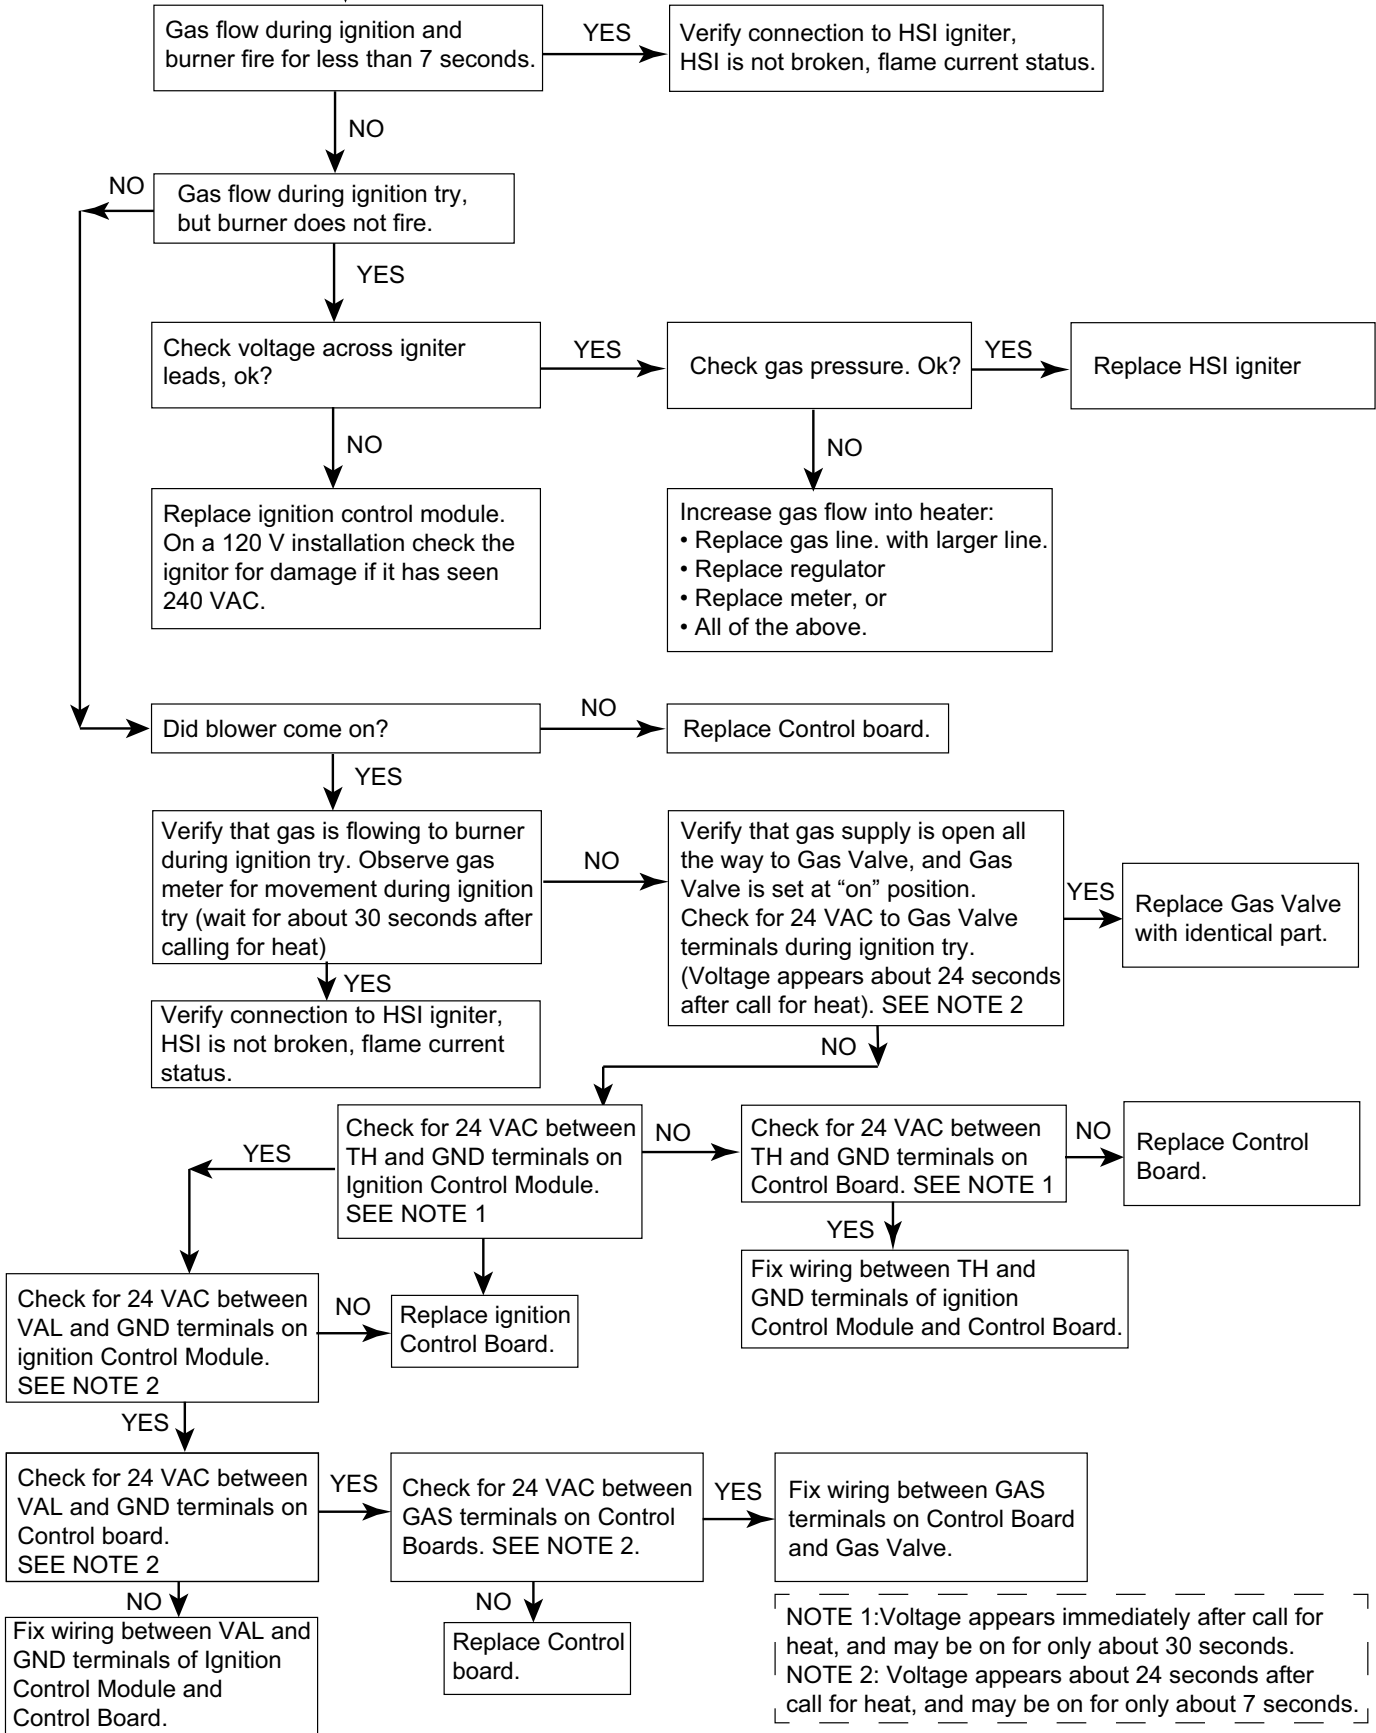 Gas flow during ignition and
burner fire for less than 7 seconds.
YES
Verify connection to HSI igniter,
HSI is not broken, flame current status.
NO
NO
Gas flow during ignition try,
but burner does not fire.
YES
Check voltage across igniter
leads, ok?
YES
Check gas pressure. Ok?
YES
Replace HSI igniter
NO
NO
Replace ignition control module.
On a 120 V installation check the
ignitor for damage if it has seen
240 VAC.
Increase gas flow into heater:
• Replace gas line. with larger line.
• Replace regulator
• Replace meter, or
• All of the above.
Did blower come on?
NO
Replace Control board.
YES
Verify that gas is flowing to burner
during ignition try. Observe gas
meter for movement during ignition
try (wait for about 30 seconds after
calling for heat)
NO
Verify that gas supply is open all
the way to Gas Valve, and Gas
Valve is set at “on” position.
Check for 24 VAC to Gas Valve
terminals during ignition try.
(Voltage appears about 24 seconds
after call for heat). SEE NOTE 2
YES
Replace Gas Valve
with identical part.
YES
Verify connection to HSI igniter,
HSI is not broken, flame current
status.
NO
YES
Check for 24 VAC between
TH and GND terminals on
Ignition Control Module.
SEE NOTE 1
NO
Check for 24 VAC between
TH and GND terminals on
Control Board. SEE NOTE 1
NO
Replace Control
Board.
YES
Fix wiring between TH and
GND terminals of ignition
Control Module and Control Board.
Check for 24 VAC between
VAL and GND terminals on
ignition Control Module.
SEE NOTE 2
NO
Replace ignition
Control Board.
YES
Check for 24 VAC between
VAL and GND terminals on
Control board.
SEE NOTE 2
YES
Check for 24 VAC between
GAS terminals on Control
Boards. SEE NOTE 2.
YES
Fix wiring between GAS
terminals on Control Board
and Gas Valve.
NO
Fix wiring between VAL and
GND terminals of Ignition
Control Module and
Control Board.
NO
Replace Control
board.
NOTE 1:Voltage appears immediately after call for
heat, and may be on for only about 30 seconds.
NOTE 2: Voltage appears about 24 seconds after
call for heat, and may be on for only about 7 seconds.